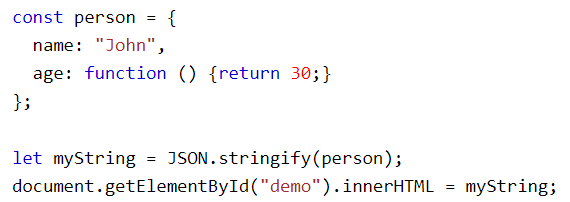 const person = {
  name: "John",
  age: function () {return 30;}
};

let myString = JSON.stringify(person);
document.getElementById("demo").innerHTML = myString;